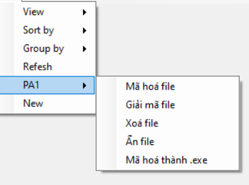 View
Sort by
Group by
Refesh
PA1
New
Mã hoá file
Giải mã file
Xoá file
Ẩn file
Mã hoá thành .exe